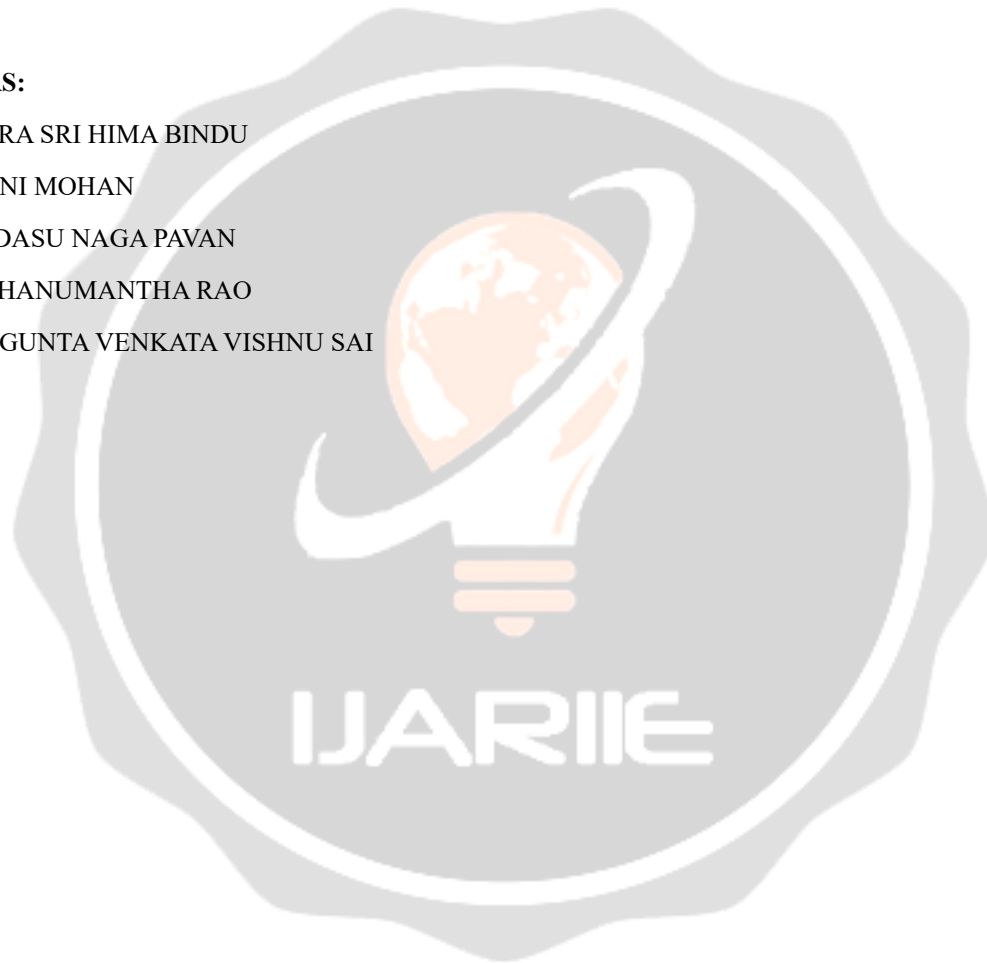 S:
RA SRI HIMA BINDU
NI MOHAN
DASU NAGA PAVAN
HANUMANTHA RAO
GUNTA VENKATA VISHNU SAI
IJARIIE